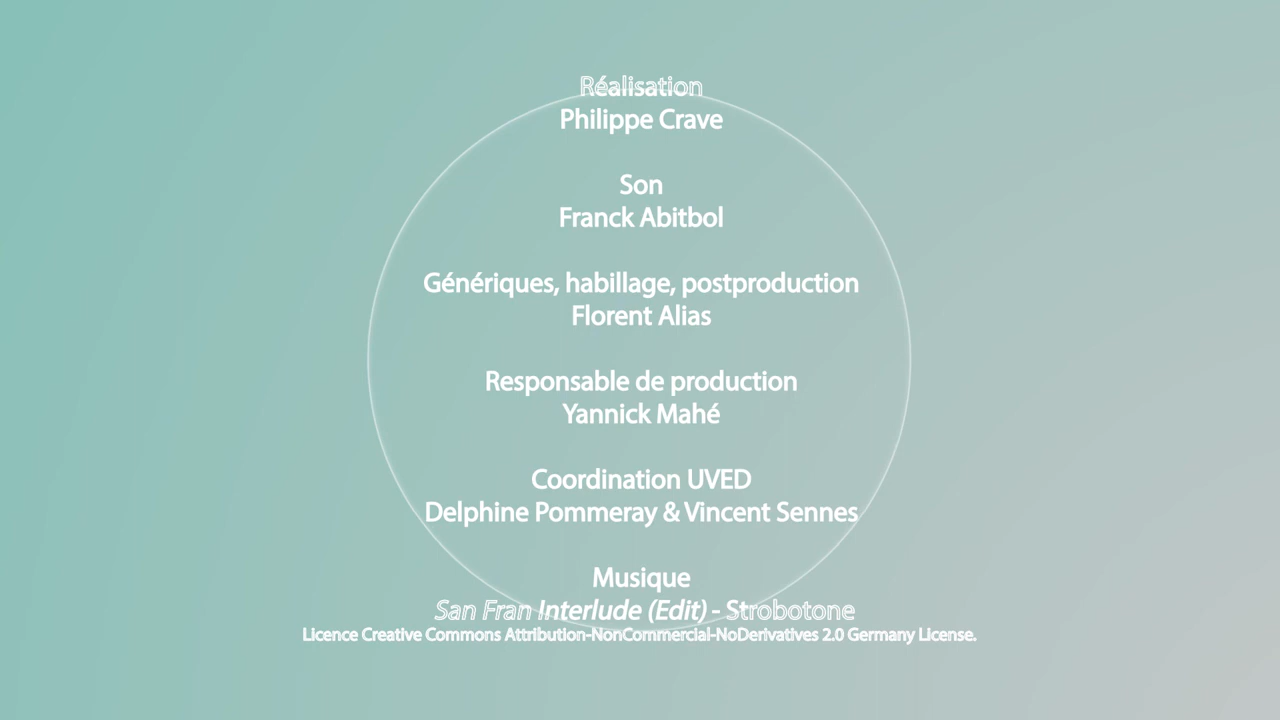 Réalisation
Philippe Crave
Son
Franck Abitbol
Génériques, habillage, postproduction
Florent Alias
Responsable de production
Yannick Mahé
Coordination UVED
Delphine Pommeray & Vincent Sennes
Musique
San Fran Interlude (Edit) - Strobotone
Licence Creative Commons Attribution-NonCommercial-NoDerivatives 2.0 Germany License.